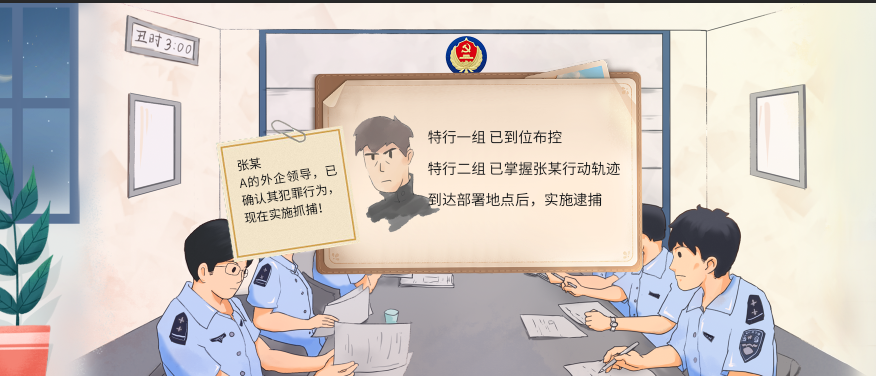 丑时3:00
张某
A的外企领导，已
确认其犯罪行为，
现在实施抓捕！
特行一组 已到位布控
特行二组 已掌握张某行动轨迹
到达部署地点后，实施逮捕